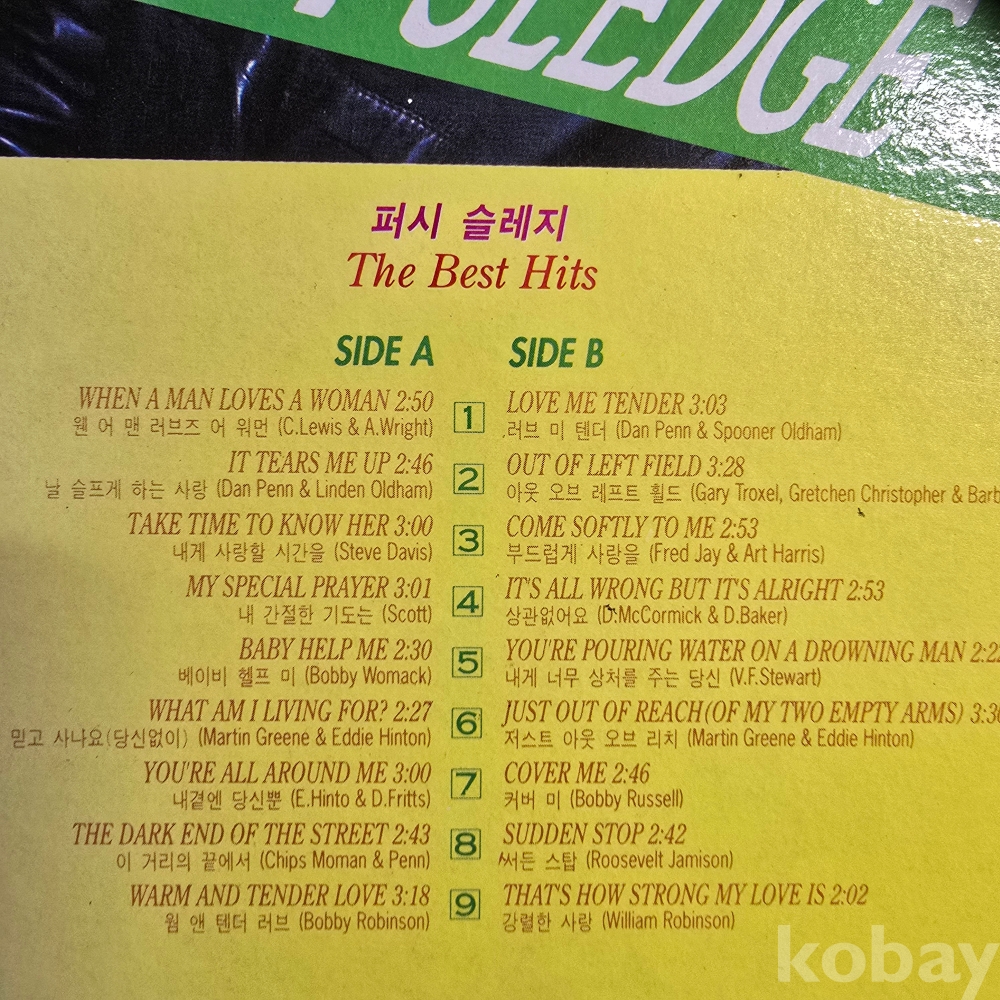 SLEDGE
퍼시 슬레지
The Best Hits
SIDE A
WHEN A MAN LOVES A WOMAN 2:50
웬 어 맨 러브즈 어 워먼 (C.Lewis & A.Wright)
IT TEARS ME UP 2:46
날 슬프게 하는 사랑 (Dan Penn & Linden Oldham)
TAKE TIME TO KNOW HER 3:00
내게 사랑할 시간을 (Steve Davis)
MY SPECIAL PRAYER 3:01
내 간절한 기도는 (Scott)
BABY HELP ME 2:30
베이비 헬프 미 (Bobby Womack)
WHAT AM I LIVING FOR? 2:27
믿고 사나요(당신없이) (Martin Greene & Eddie Hinton)
YOU'RE ALL AROUND ME 3:00
내곁엔 당신뿐 (E.Hinto & D.Fritts)
THE DARK END OF THE STREET 2:43
이 거리의 끝에서 (Chips Moman & Penn)
WARM AND TENDER LOVE 3:18
웜 앤 텐더 러브 (Bobby Robinson)
1
2
3
4
5
6
7
8
9
SIDE B
LOVE ME TENDER 3:03
러브 미 텐더 (Dan Penn & Spooner Oldham)
OUT OF LEFT FIELD 3:28
아웃 오브 레프트 휠드 (Gary Troxel, Gretchen Christopher & Barb
COME SOFTLY TO ME 2:53
부드럽게 사랑을 (Fred Jay & Art Harris)
IT'S ALL WRONG BUT IT'S ALRIGHT 2:53
상관없어요 (D.McCormick & D.Baker)
YOU'RE POURING WATER ON A DROWNING MAN
내게 너무 상처를 주는 당신 (V.F.Stewart)
JUST OUT OF REACH(OF MY TWO EMPTY ARMS)
저스트 아웃 오브 리치 (Martin Greene & Eddie Hinton)
COVER ME 2:46
커버 미 (Bobby Russell)
SUDDEN STOP 2:42
써든 스탑 (Roosevelt Jamison)
THAT'S HOW STRONG MY LOVE IS 2:02
강렬한 사랑 (William Robinson)
kobay